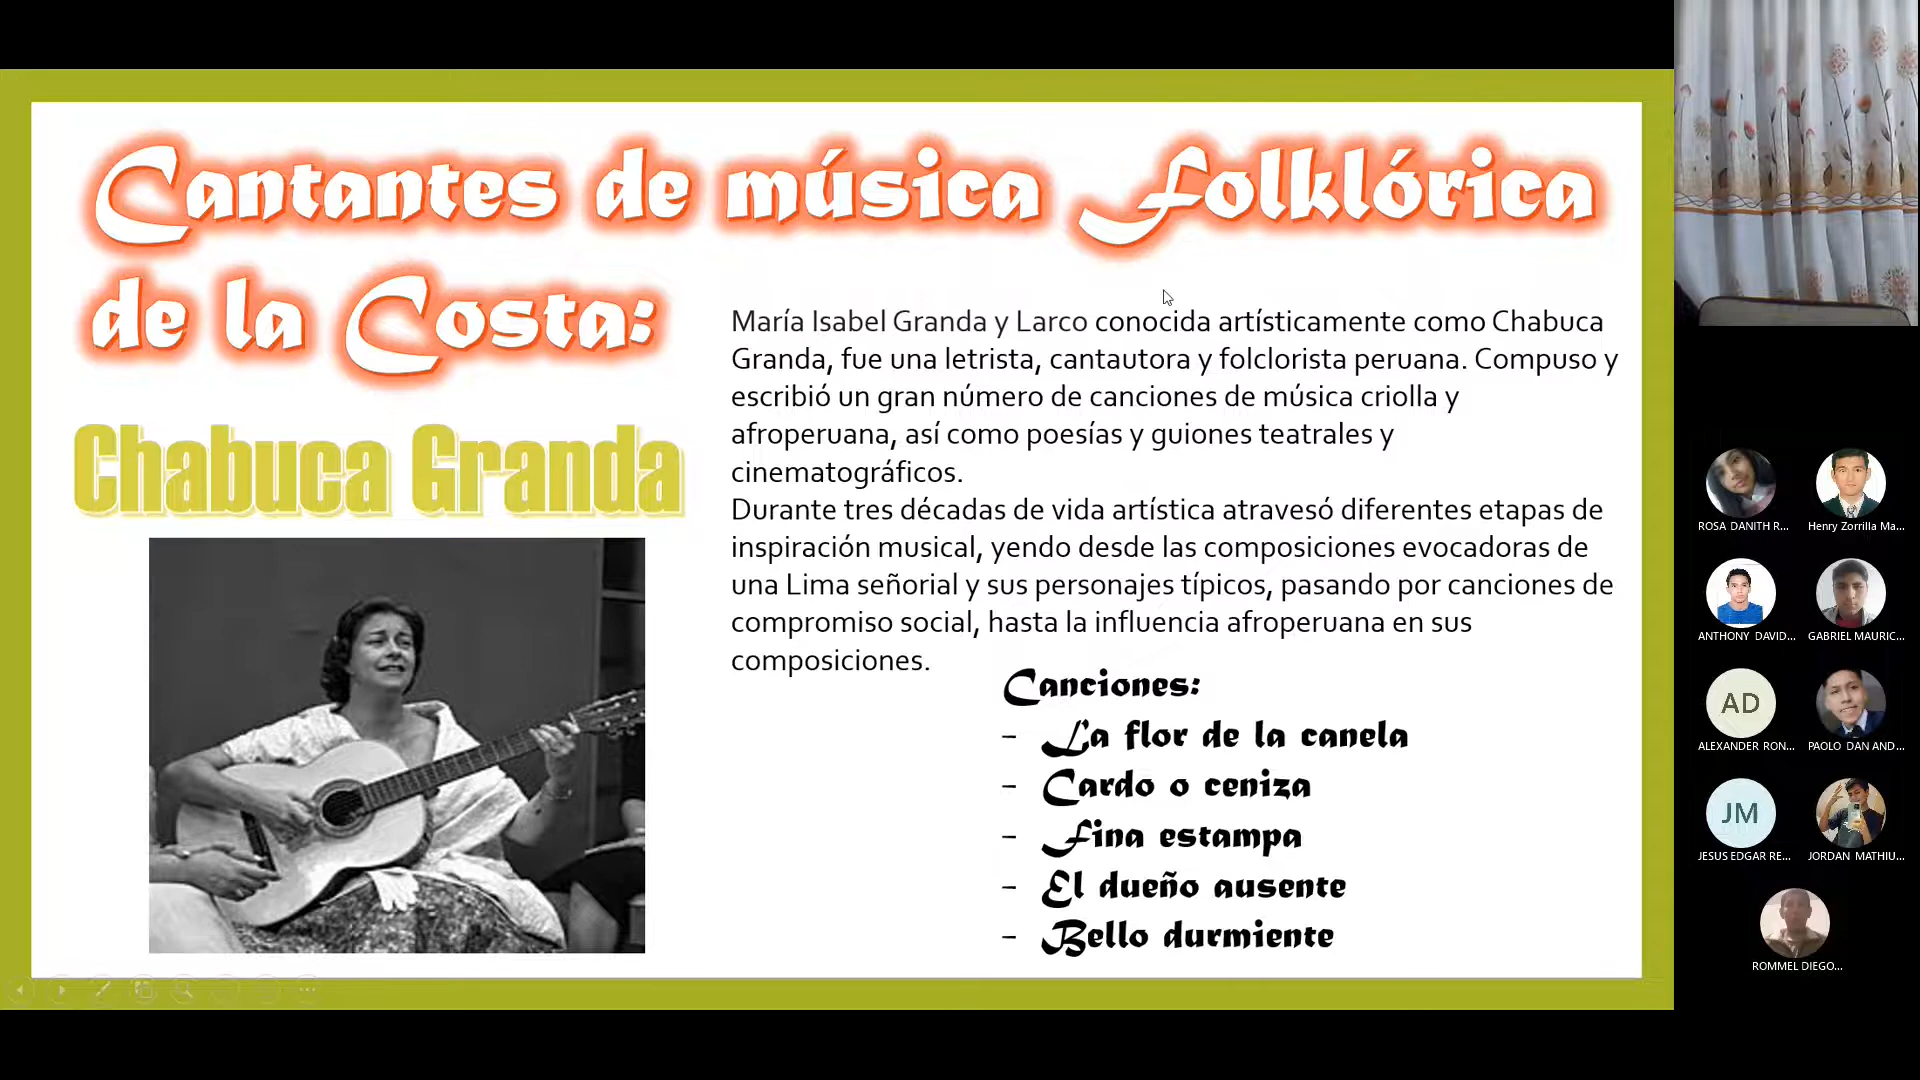 Cantantes de música Folklórica
de la Costa:
Chabuca Granda
María Isabel Granda y Larco conocida artísticamente como Chabuca
Granda, fue una letrista, cantautora y folclorista peruana. Compuso y
escribió un gran número de canciones de música criolla y
afroperuana, así como poesías y guiones teatrales y
cinematográficos.
Durante tres décadas de vida artística atravesó diferentes etapas de
inspiración musical, yendo desde las composiciones evocadoras de
una Lima señorial y sus personajes típicos, pasando por canciones de
compromiso social, hasta la influencia afroperuana en sus
composiciones.
Canciones:
- La flor de la canela
- Cardo o ceniza
- Fina estampa
- El dueño ausente
- Bello durmiente
ROSA DANITH R...
Henry Zorrilla Ma...
ANTHONY DAVID...
GABRIEL MAURIC...
AD
ALEXANDER RON...
PAOLO DAN AND...
JM
JESUS EDGAR RE...
JORDAN MATHIU...
ROMMEL DIEGO...